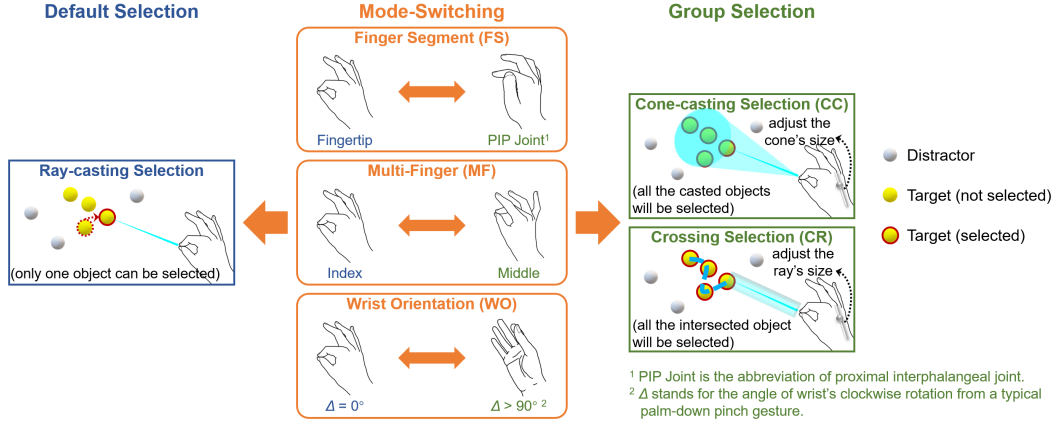 Default Selection
Mode-Switching
Group Selection
Finger Segment (FS)
Fingertip
PIP Joint¹
Multi-Finger (MF)
Index
Middle
Wrist Orientation (WO)
Δ = 0°
Δ > 90° ²
Ray-casting Selection
(only one object can be selected)
Cone-casting Selection (CC)
adjust the
cone's size
(all the casted objects
will be selected)
Crossing Selection (CR)
adjust the
ray's size
(all the intersected object
will be selected)
Distractor
Target (not selected)
Target (selected)
¹ PIP Joint is the abbreviation of proximal interphalangeal joint.
² Δ stands for the angle of wrist's clockwise rotation from a typical
palm-down pinch gesture.